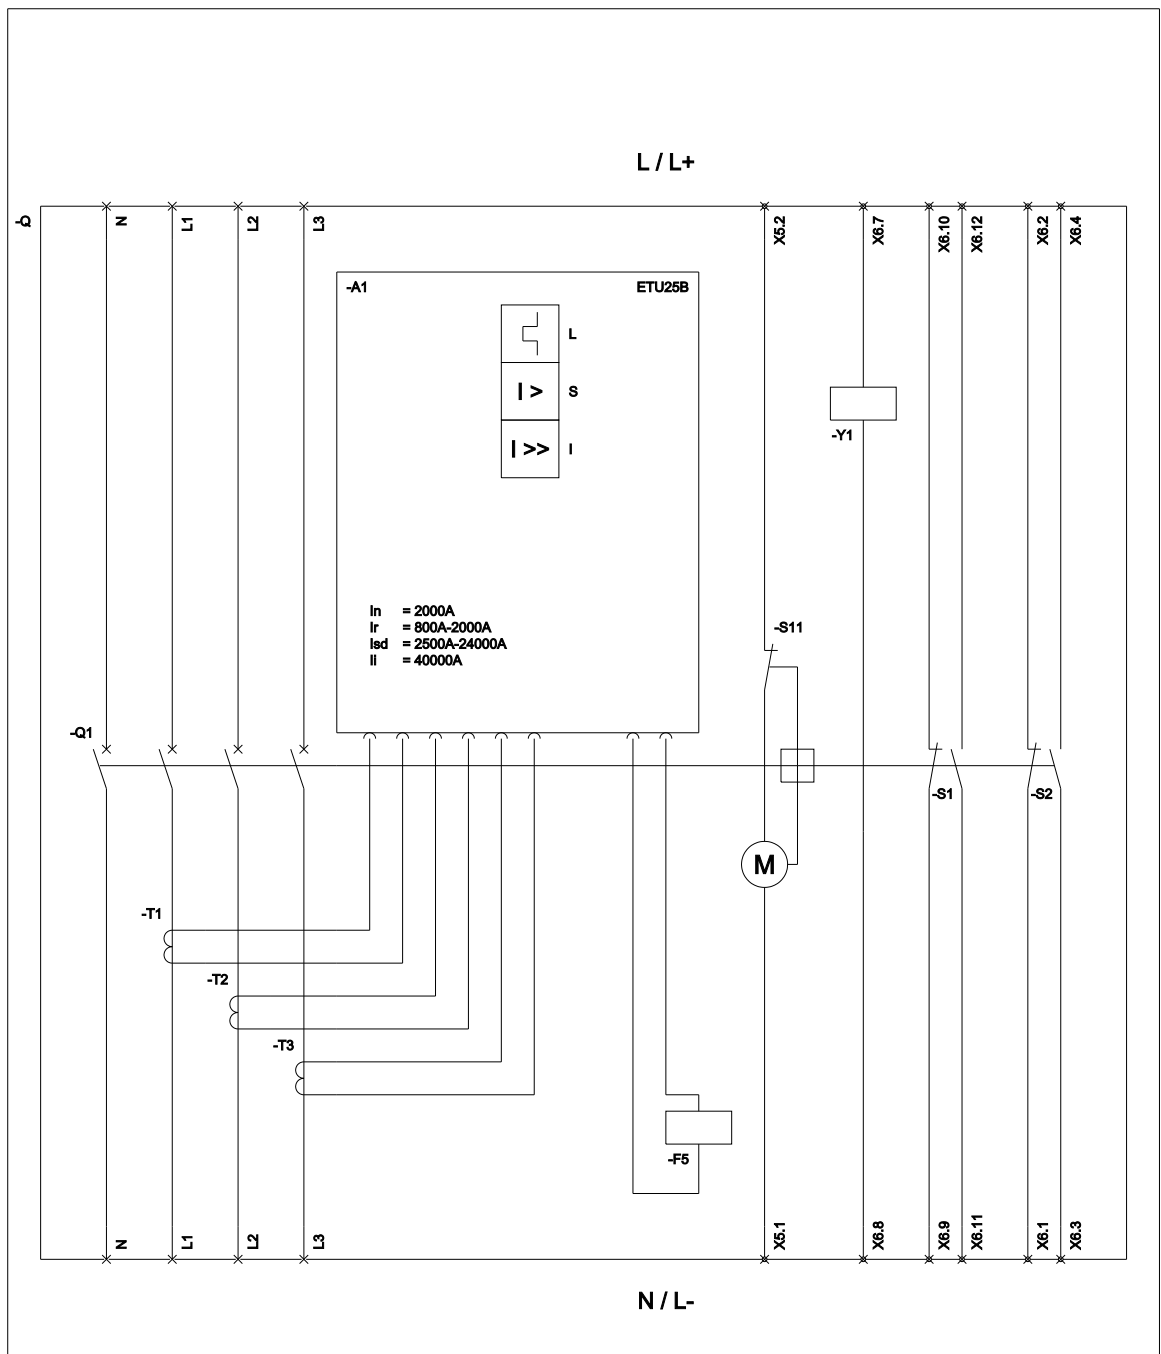 L / L+
-Q
N
L1
L2
L3
X5.2
X6.7
X6.10
X6.12
X6.2
X6.4
-A1
ETU25B
L
I >
S
I >>
I
-Y1
In = 2000A
Ir = 800A-2000A
Isd = 2500A-24000A
Ii = 40000A
-S11
-Q1
-S1
-S2
M
-T1
-T2
-T3
-F5
N
L1
L2
L3
X5.1
X6.8
X6.9
X6.11
X6.1
X6.3
N / L-